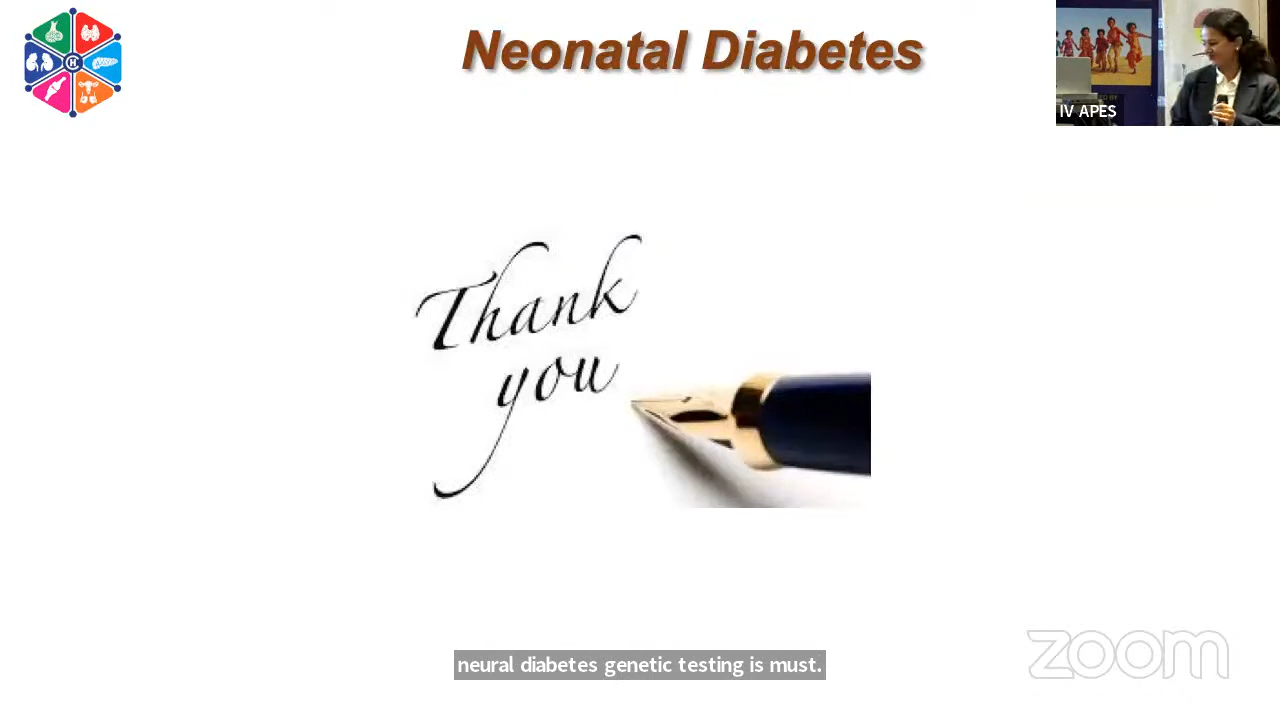 Neonatal Diabetes
IV APES
Thank
you
neural diabetes genetic testing is must.
zoom